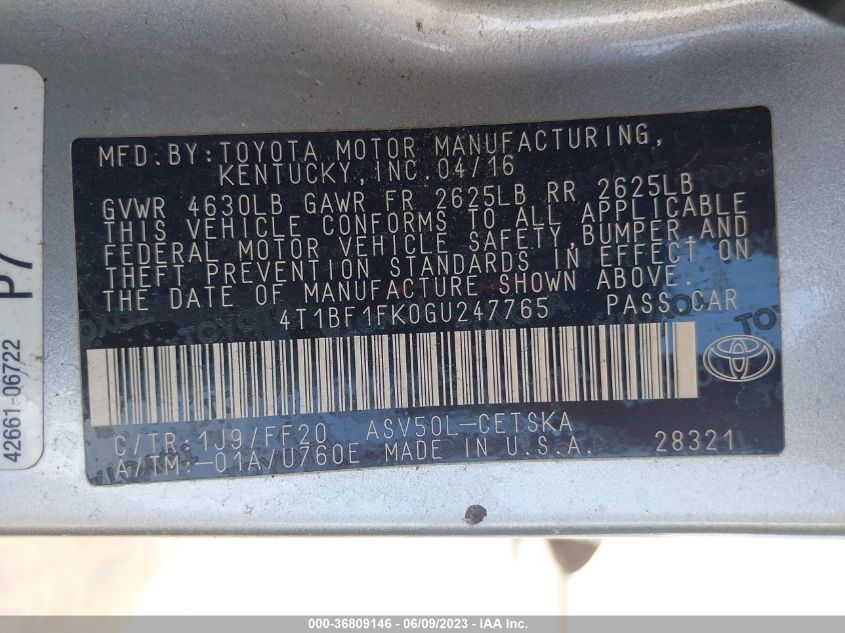 MFD.BY:TOYOTA MOTOR MANUFACTURING,
KENTUCKY,INC.04/16
GVWR 4630LB GAWR FR 2625LB RR 2625LB
THIS VEHICLE CONFORMS TO ALL APPLICABLE
FEDERAL MOTOR VEHICLE SAFETY,BUMPER AND
THEFT PREVENTION STANDARDS IN EFFECT ON
THE DATE OF MANUFACTURE SHOWN ABOVE.
4T1BF1FK0GU247765 PASS.CAR
C/TR:1J9/FF20 ASV50L-CETSKA
A/TM:-01A/U760E MADE IN U.S.A. 28321
42661-06722
P7
000-36809146 - 06/09/2023 - IAA Inc.